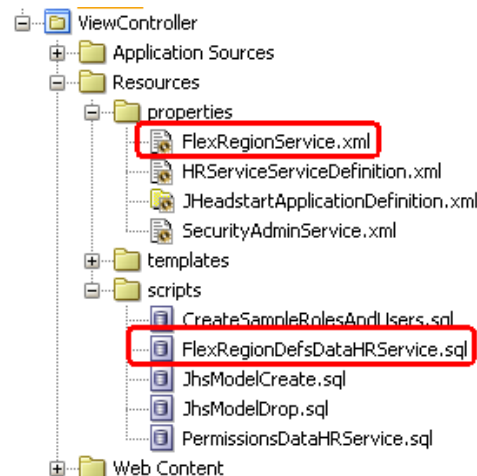 ViewController
Application Sources
Resources
properties
FlexRegionService.xml
HRServiceServiceDefinition.xml
JHeadstartApplicationDefinition.xml
SecurityAdminService.xml
templates
scripts
CreateSampleRolesAndUsers.sql
FlexRegionDefsDataHRService.sql
JhsModelCreate.sql
JhsModelDrop.sql
PermissionsDataHRService.sql
Web Content